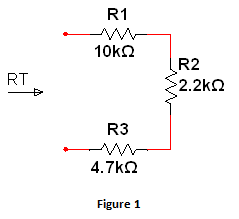 R1
10kΩ
R2
2.2kΩ
RT
R3
4.7kΩ
Figure 1